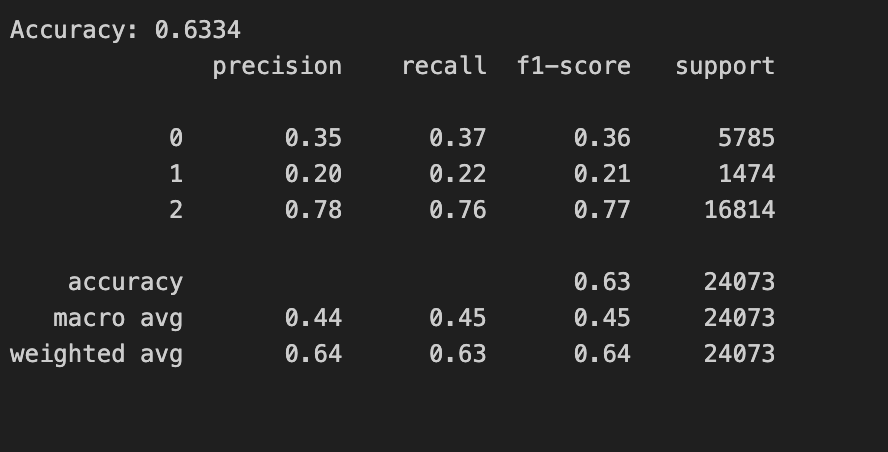 Accuracy: 0.6334
precision recall f1-score support
0 0.35 0.37 0.36 5785
1 0.20 0.22 0.21 1474
2 0.78 0.76 0.77 16814
accuracy 0.63 24073
macro avg 0.44 0.45 0.45 24073
weighted avg 0.64 0.63 0.64 24073